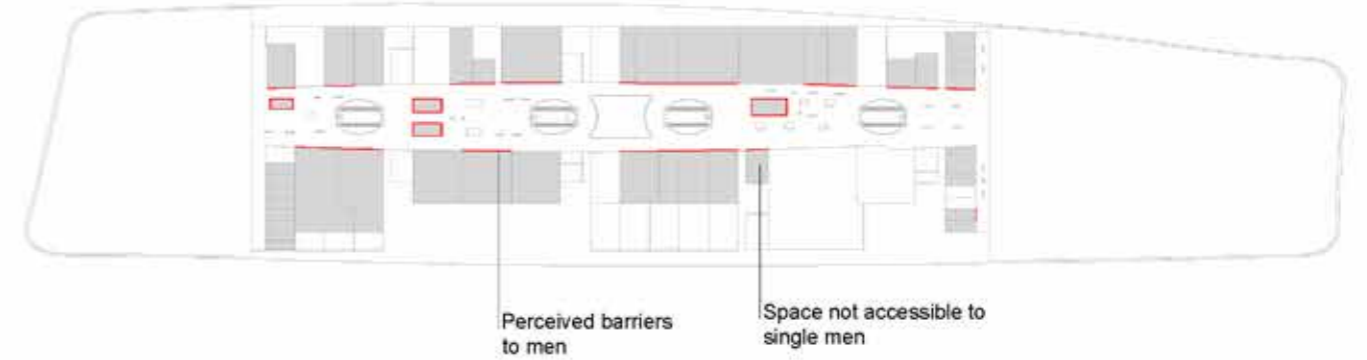 Perceived barriers
to men
Space not accessible to
single men